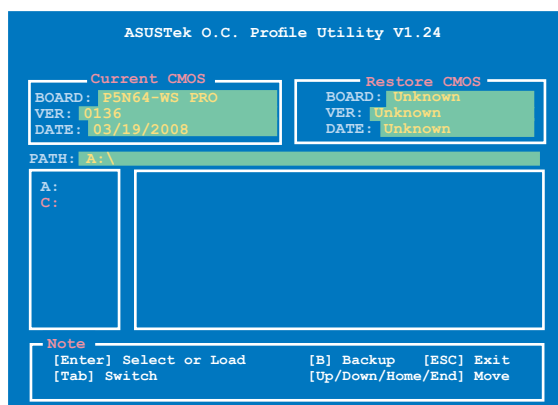 ASUSTek O.C. Profile Utility V1.24
Current CMOS
BOARD: P5N64-WS PRO
VER: 0136
DATE: 03/19/2008
Restore CMOS
BOARD: Unknown
VER: Unknown
DATE: Unknown
PATH: A:\
A:
C:
Note
[Enter] Select or Load [B] Backup [ESC] Exit
[Tab] Switch [Up/Down/Home/End] Move